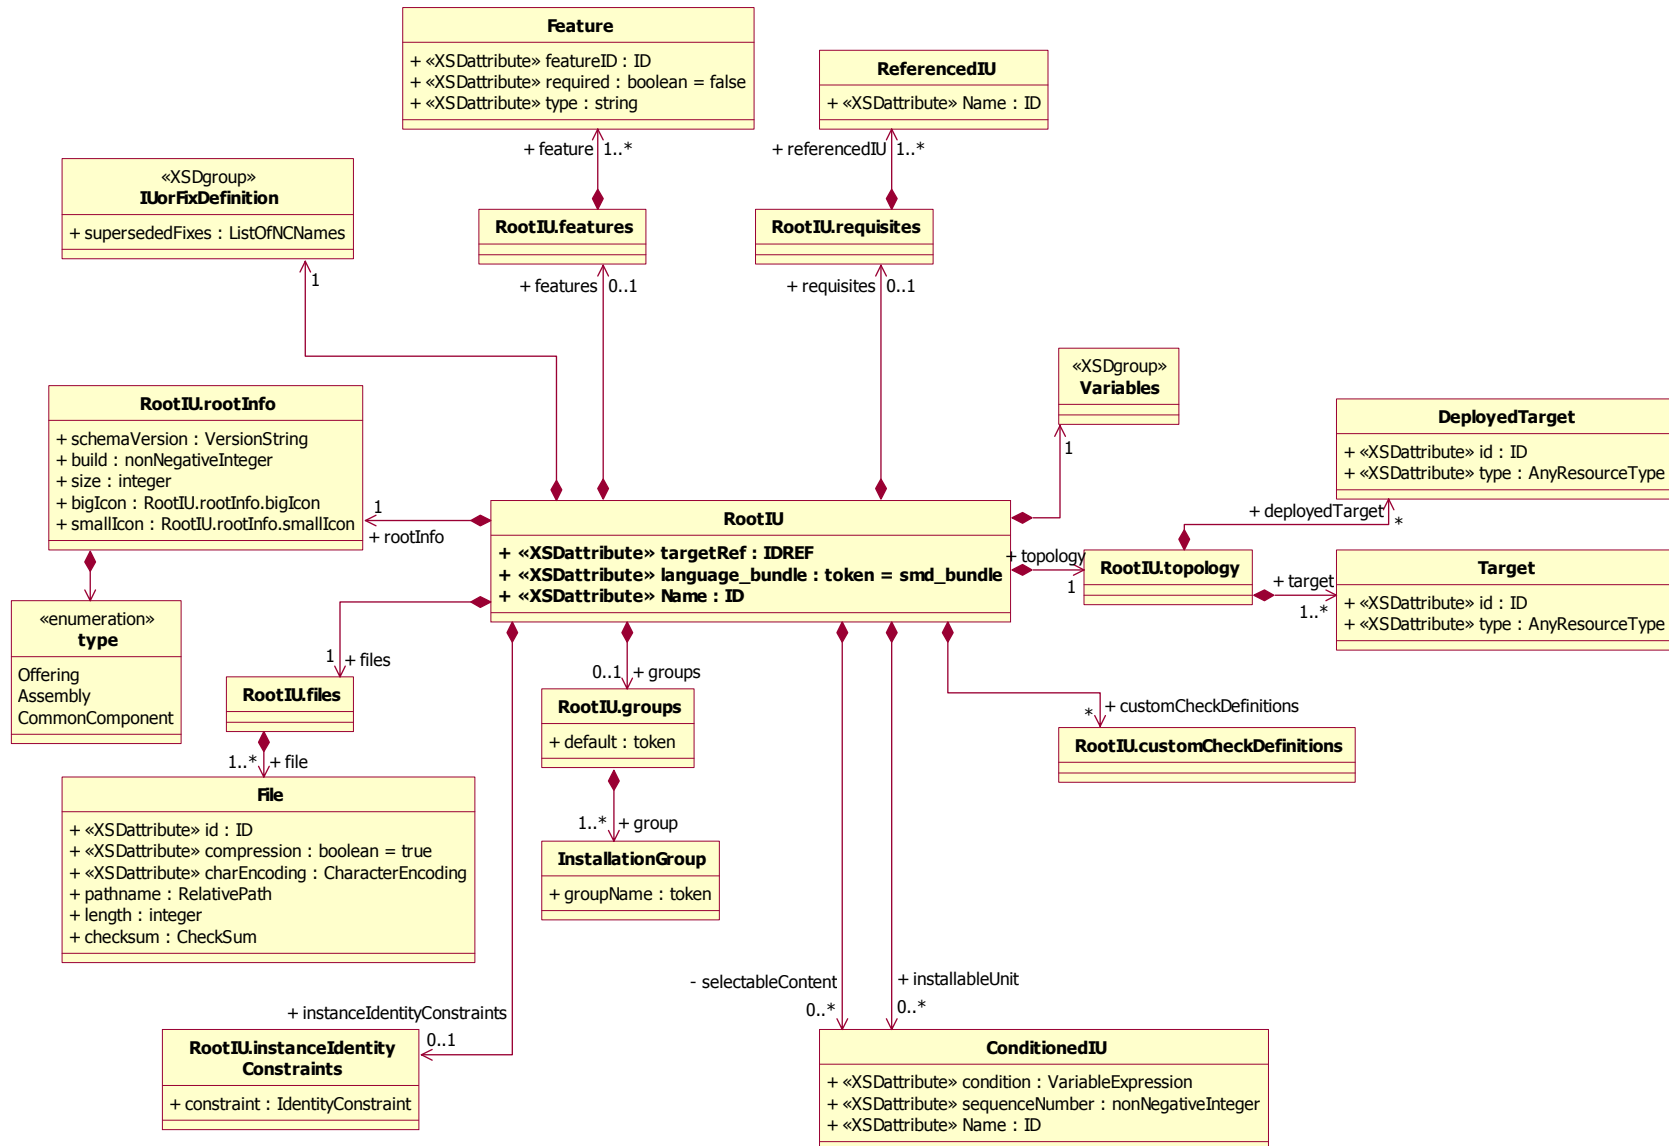 Feature
+ «XSDattribute» featureID : ID
+ «XSDattribute» required : boolean = false
+ «XSDattribute» type : string
ReferencedIU
+ «XSDattribute» Name : ID
+ feature 1..*
+ referencedIU 1..*
«XSDgroup»
IUorFixDefinition
+ supersededFixes : ListOfNCNames
1
RootIU.features
+ features 0..1
RootIU.requisites
+ requisites 0..1
«XSDgroup»
Variables
1
RootIU.rootInfo
+ schemaVersion : VersionString
+ build : nonNegativeInteger
+ size : integer
+ bigIcon : RootIU.rootInfo.bigIcon
+ smallIcon : RootIU.rootInfo.smallIcon
1
+ rootInfo
RootIU
+ «XSDattribute» targetRef : IDREF
+ «XSDattribute» language_bundle : token = smd_bundle
+ «XSDattribute» Name : ID
+ topology
1
RootIU.topology
DeployedTarget
+ «XSDattribute» id : ID
+ «XSDattribute» type : AnyResourceType
+ deployedTarget
*
Target
+ «XSDattribute» id : ID
+ «XSDattribute» type : AnyResourceType
+ target
1..*
«enumeration»
type
Offering
Assembly
CommonComponent
1 + files
RootIU.files
1..* + file
File
+ «XSDattribute» id : ID
+ «XSDattribute» compression : boolean = true
+ «XSDattribute» charEncoding : CharacterEncoding
+ pathname : RelativePath
+ length : integer
+ checksum : CheckSum
0..1 + groups
RootIU.groups
+ default : token
1..* + group
InstallationGroup
+ groupName : token
+ customCheckDefinitions
*
RootIU.customCheckDefinitions
+ instanceIdentityConstraints
0..1
RootIU.instanceIdentity
Constraints
+ constraint : IdentityConstraint
- selectableContent
0..*
+ installableUnit
0..*
ConditionedIU
+ «XSDattribute» condition : VariableExpression
+ «XSDattribute» sequenceNumber : nonNegativeInteger
+ «XSDattribute» Name : ID